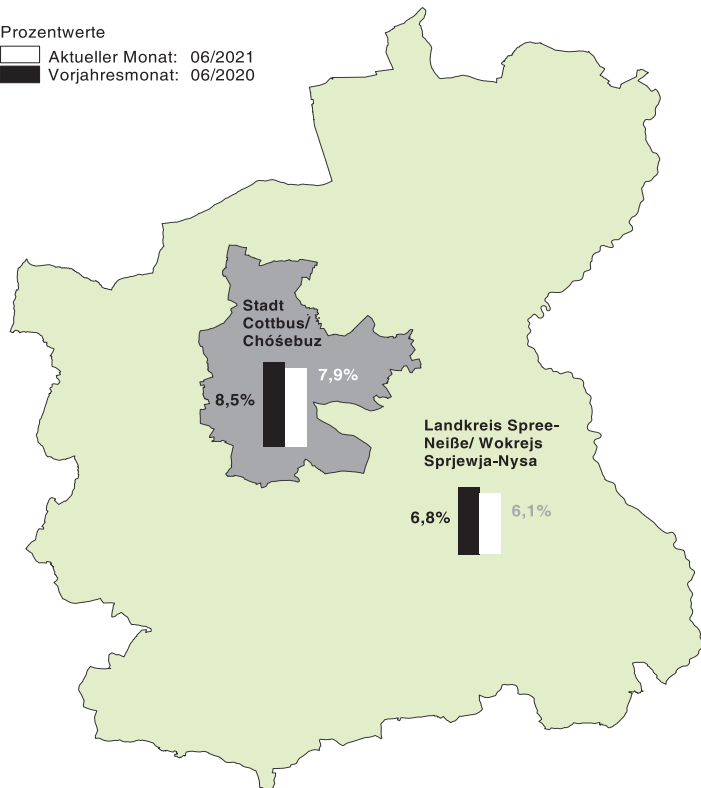 Prozentwerte
Aktueller Monat: 06/2021
Vorjahresmonat: 06/2020
Stadt
Cottbus/
Chóśebuz
7,9%
8,5%
Landkreis Spree-
Neiße/ Wokrejs
Sprjewja-Nysa
6,8%
6,1%